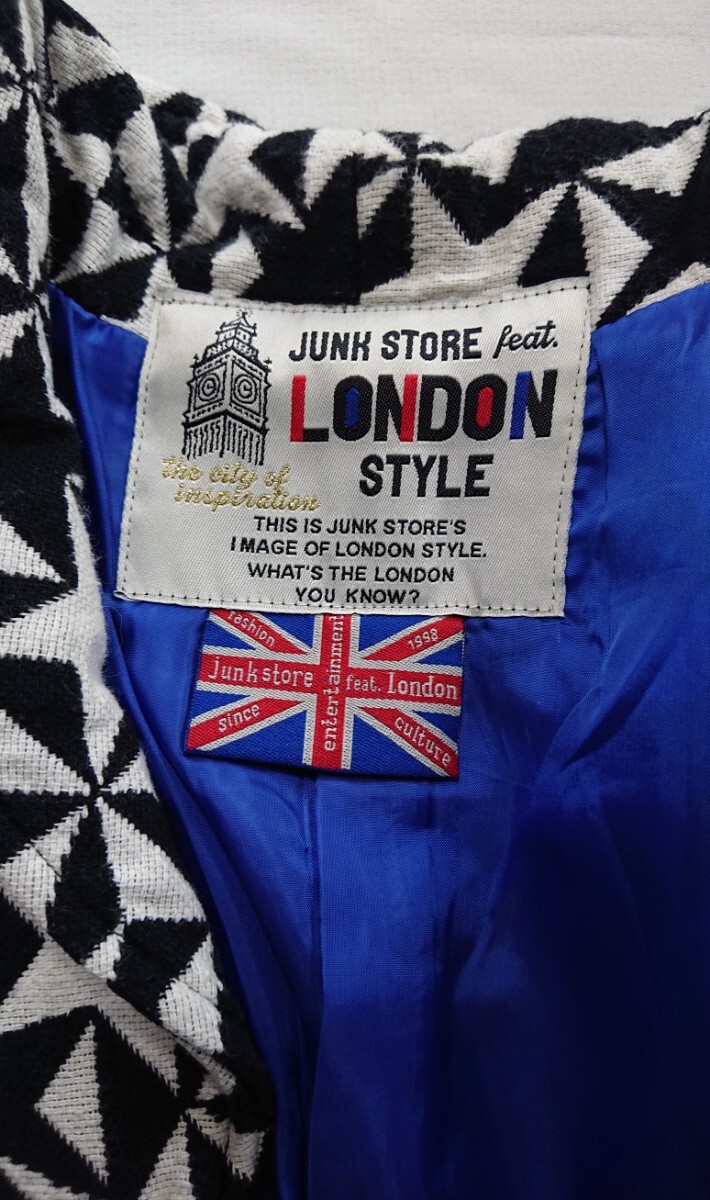 JUNK STORE feat.
LONDON
STYLE
The city of
inspiration
THIS IS JUNK STORE'S
IMAGE OF LONDON STYLE.
WHAT'S THE LONDON
YOU KNOW?
fashion
1998
junk store
entertainment
feat. london
since
culture